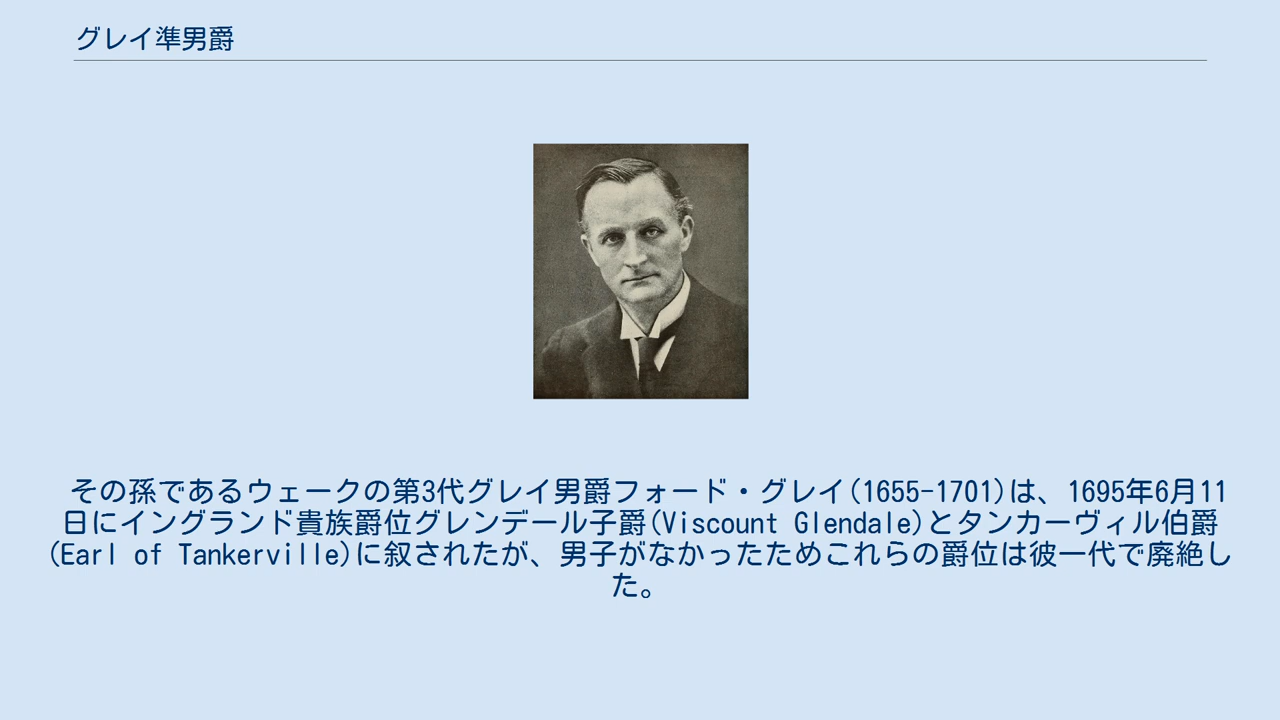 グレイ準男爵
その孫であるウェークの第3代グレイ男爵フォード・グレイ(1655-1701)は、1695年6月11
日にイングランド貴族爵位グレンデール子爵(Viscount Glendale)とタンカーヴィル伯爵
(Earl of Tankerville)に叙されたが、男子がなかったためこれらの爵位は彼一代で廃絶し
た。